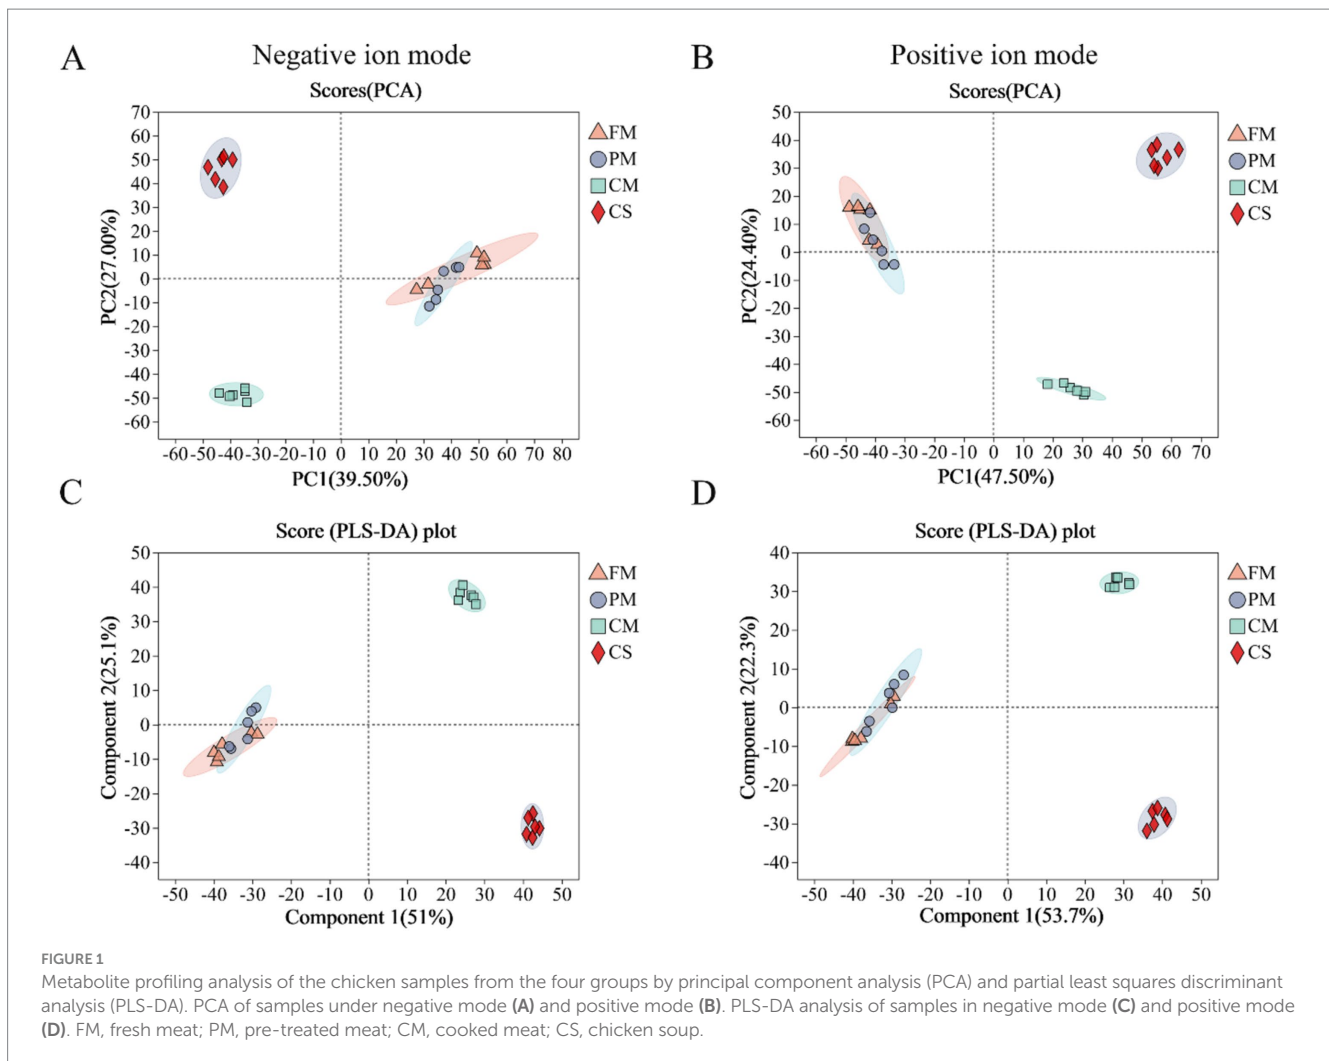 A
Negative ion mode
Scores(PCA)
70
60
50
40
30
20
10
0
-10
-20
-30
-40
-50
-60
PC2(27.00%)
-60 -50 -40 -30 -20 -10 0 10 20 30 40 50 60 70 80
PC1(39.50%)
FM
PM
CM
CS
B
Positive ion mode
Scores(PCA)
50
40
30
20
10
0
-10
-20
-30
-40
-50
-60
PC2(24.40%)
-60 -50 -40 -30 -20 -10 0 10 20 30 40 50 60 70
PC1(47.50%)
FM
PM
CM
CS
C
Score (PLS-DA) plot
50
40
30
20
10
0
-10
-20
-30
-40
Component 2(25.1%)
-50 -40 -30 -20 -10 0 10 20 30 40 50
Component 1(51%)
FM
PM
CM
CS
D
Score (PLS-DA) plot
40
30
20
10
0
-10
-20
-30
-40
Component 2(22.3%)
-50 -40 -30 -20 -10 0 10 20 30 40 50
Component 1(53.7%)
FM
PM
CM
CS
FIGURE 1
Metabolite profiling analysis of the chicken samples from the four groups by principal component analysis (PCA) and partial least squares discriminant
analysis (PLS-DA). PCA of samples under negative mode (A) and positive mode (B). PLS-DA analysis of samples in negative mode (C) and positive mode
(D). FM, fresh meat; PM, pre-treated meat; CM, cooked meat; CS, chicken soup.